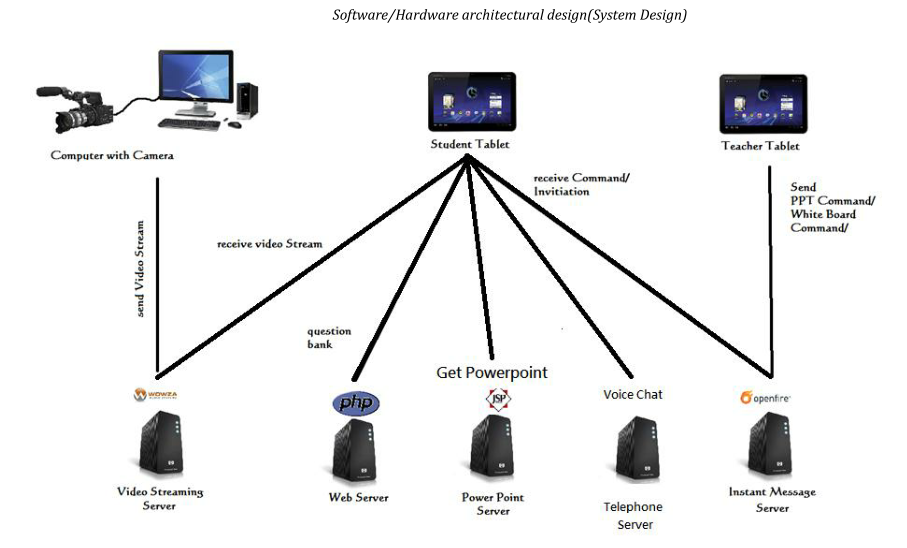 Software/Hardware architectural design(System Design)
Computer with Camera
Student Tablet
Teacher Tablet
receive Command/
Invitiation
Send
PPT Command/
White Board
Command/
send Video Stream
receive video Stream
question
bank
Get Powerpoint
Voice Chat
WOWZA
php
JSP
openfire
Video Streaming
Server
Web Server
Power Point
Server
Telephone
Server
Instant Message
Server